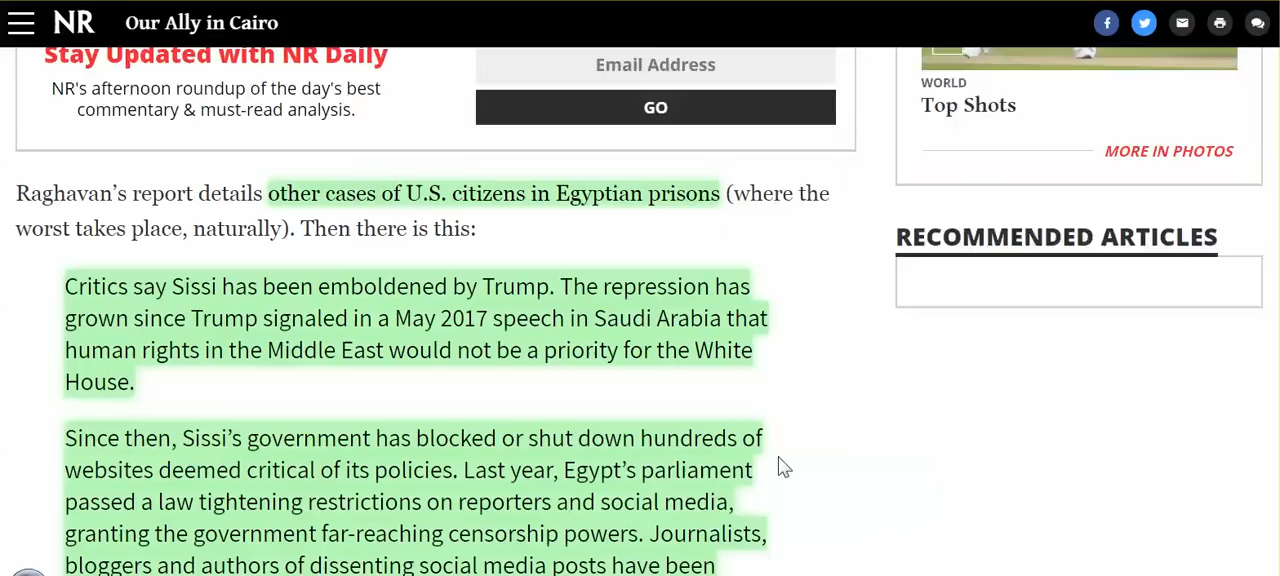 NR Our Ally in Cairo
Stay Updated with NR Daily
NR's afternoon roundup of the day's best
commentary & must-read analysis.
Email Address
GO
WORLD
Top Shots
MORE IN PHOTOS
Raghavan’s report details other cases of U.S. citizens in Egyptian prisons (where the
worst takes place, naturally). Then there is this:
RECOMMENDED ARTICLES
Critics say Sissi has been emboldened by Trump. The repression has
grown since Trump signaled in a May 2017 speech in Saudi Arabia that
human rights in the Middle East would not be a priority for the White
House.
Since then, Sissi’s government has blocked or shut down hundreds of
websites deemed critical of its policies. Last year, Egypt’s parliament
passed a law tightening restrictions on reporters and social media,
granting the government far-reaching censorship powers. Journalists,
bloggers and authors of dissenting social media posts have been